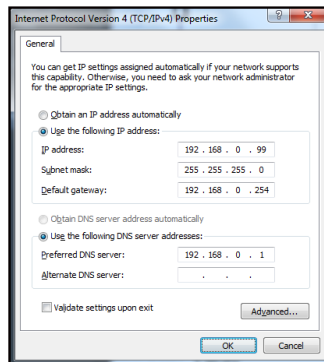 Internet Protocol Version 4 (TCP/IPv4) Properties
General
You can get IP settings assigned automatically if your network supports
this capability. Otherwise, you need to ask your network administrator
for the appropriate IP settings.
Obtain an IP address automatically
Use the following IP address:
IP address: 192 . 168 . 0 . 99
Subnet mask: 255 . 255 . 255 . 0
Default gateway: 192 . 168 . 0 . 254
Obtain DNS server address automatically
Use the following DNS server addresses:
Preferred DNS server: 192 . 168 . 0 . 1
Alternate DNS server: . . .
Validate settings upon exit
Advanced...
OK Cancel